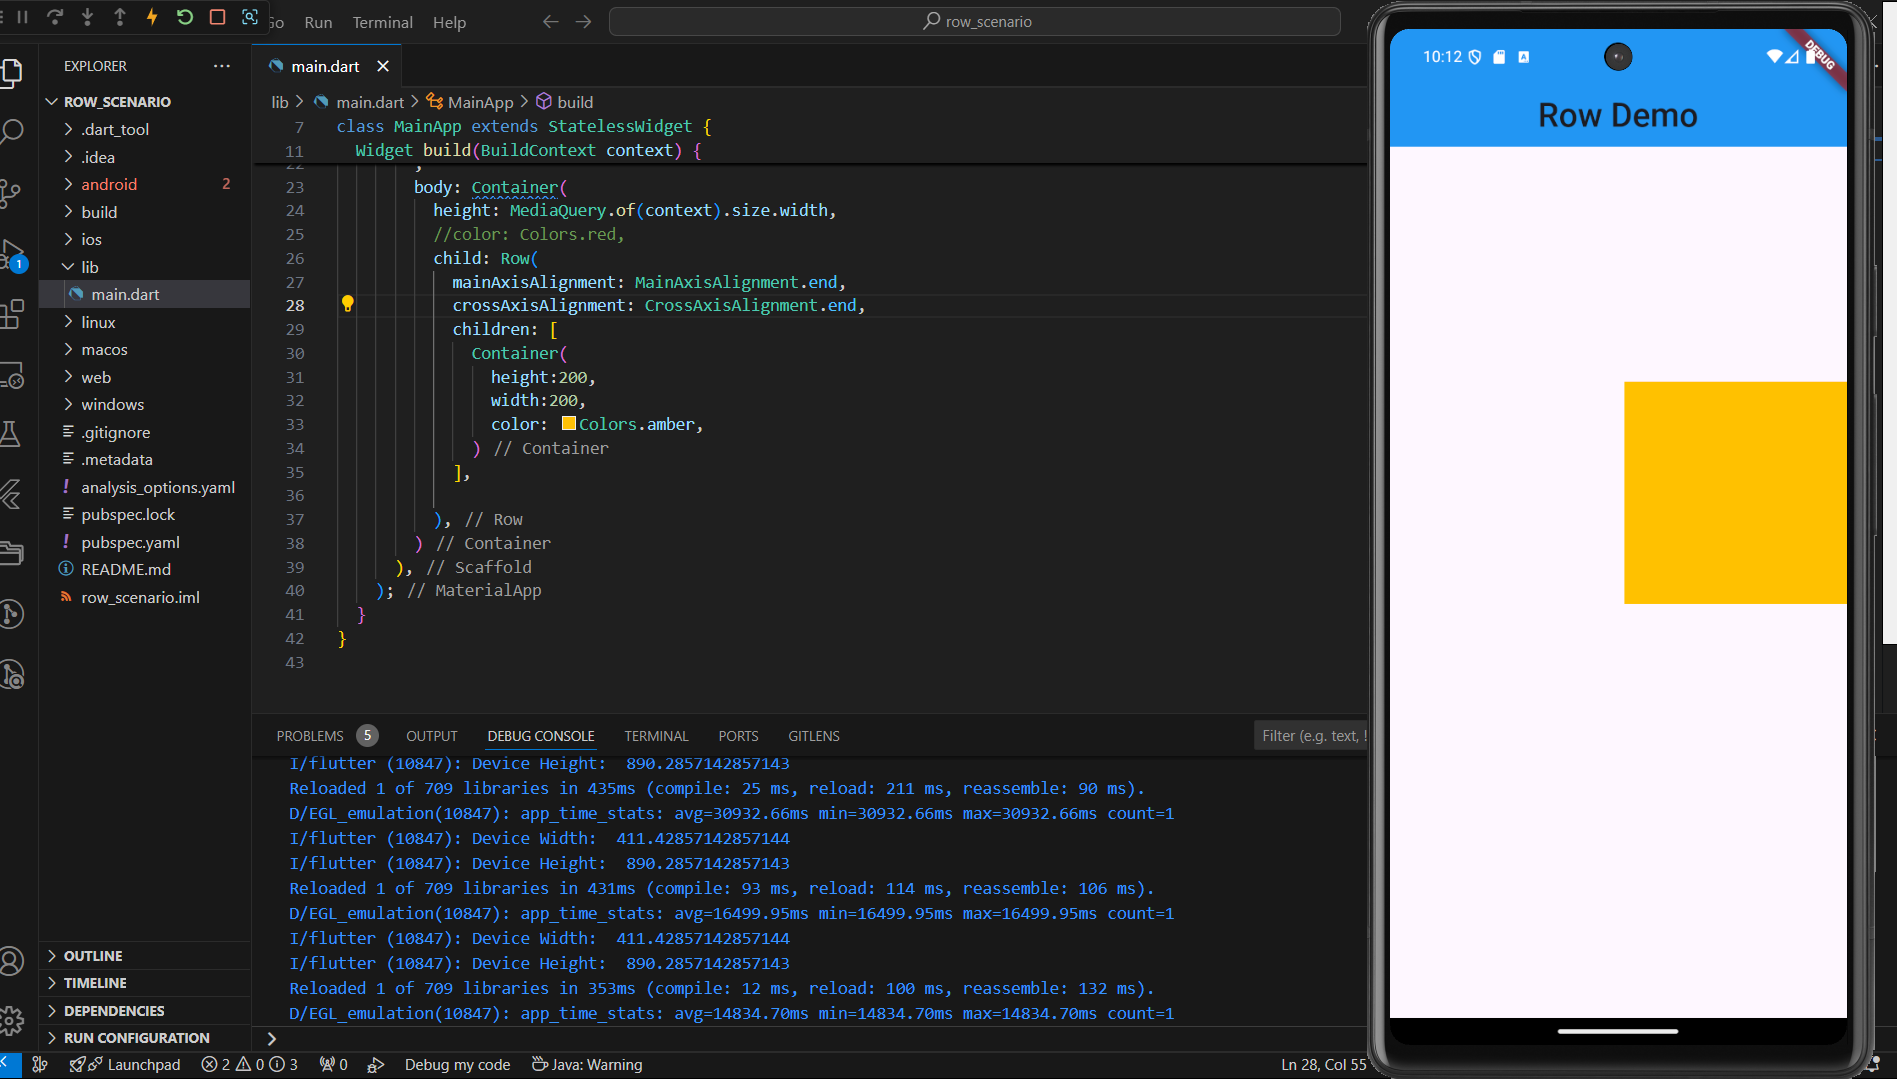 Go Run Terminal Help
row_scenario
EXPLORER
ROW_SCENARIO
.dart_tool
.idea
android 2
build
ios
lib
main.dart
linux
macos
web
windows
.gitignore
.metadata
! analysis_options.yaml
pubspec.lock
! pubspec.yaml
README.md
row_scenario.iml
OUTLINE
TIMELINE
DEPENDENCIES
RUN CONFIGURATION
1
main.dart
lib > main.dart > MainApp > build
7 class MainApp extends StatelessWidget {
11 Widget build(BuildContext context) {
22 ,
23 body: Container(
24 height: MediaQuery.of(context).size.width,
25 //color: Colors.red,
26 child: Row(
27 mainAxisAlignment: MainAxisAlignment.end,
28 crossAxisAlignment: CrossAxisAlignment.end,
29 children: [
30 Container(
31 height:200,
32 width:200,
33 color: Colors.amber,
34 ) // Container
35 ],
36
37 ), // Row
38 ) // Container
39 ), // Scaffold
40 ); // MaterialApp
41 }
42 }
43
PROBLEMS 5 OUTPUT DEBUG CONSOLE TERMINAL PORTS GITLENS Filter (e.g. text, !
I/flutter (10847): Device Height:  890.2857142857143
Reloaded 1 of 709 libraries in 435ms (compile: 25 ms, reload: 211 ms, reassemble: 90 ms).
D/EGL_emulation(10847): app_time_stats: avg=30932.66ms min=30932.66ms max=30932.66ms count=1
I/flutter (10847): Device Width:  411.42857142857144
I/flutter (10847): Device Height:  890.2857142857143
Reloaded 1 of 709 libraries in 431ms (compile: 93 ms, reload: 114 ms, reassemble: 106 ms).
D/EGL_emulation(10847): app_time_stats: avg=16499.95ms min=16499.95ms max=16499.95ms count=1
I/flutter (10847): Device Width:  411.42857142857144
I/flutter (10847): Device Height:  890.2857142857143
Reloaded 1 of 709 libraries in 353ms (compile: 12 ms, reload: 100 ms, reassemble: 132 ms).
D/EGL_emulation(10847): app_time_stats: avg=14834.70ms min=14834.70ms max=14834.70ms count=1
Launchpad 2 0 3 0 Debug my code Java: Warning Ln 28, Col 55
10:12
DEBUG
Row Demo